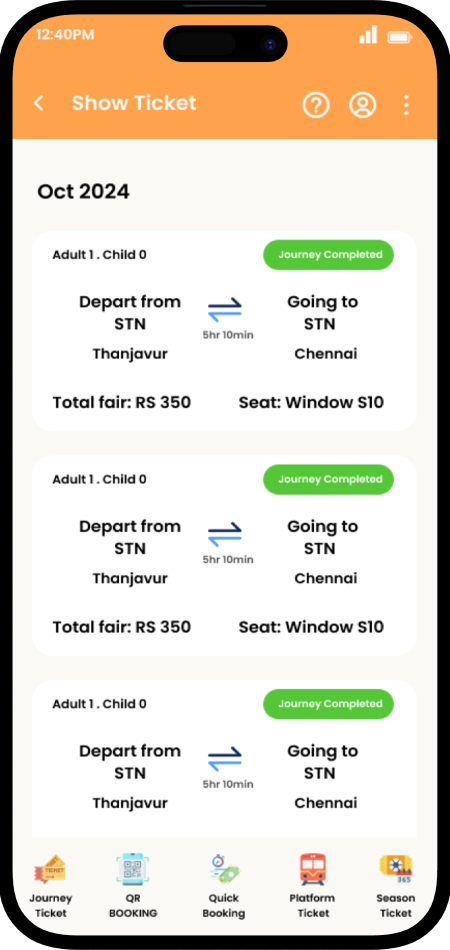 12:40PM
Show Ticket
Oct 2024
Adult 1 . Child 0
Journey Completed
Depart from
STN
Going to
STN
5hr 10min
Thanjavur
Chennai
Total fair: RS 350
Seat: Window S10
Adult 1 . Child 0
Journey Completed
Depart from
STN
Going to
STN
5hr 10min
Thanjavur
Chennai
Total fair: RS 350
Seat: Window S10
Adult 1 . Child 0
Journey Completed
Depart from
STN
Going to
STN
5hr 10min
Thanjavur
Chennai
TICKET
365
Journey
Ticket
QR
BOOKING
Quick
Booking
Platform
Ticket
Season
Ticket